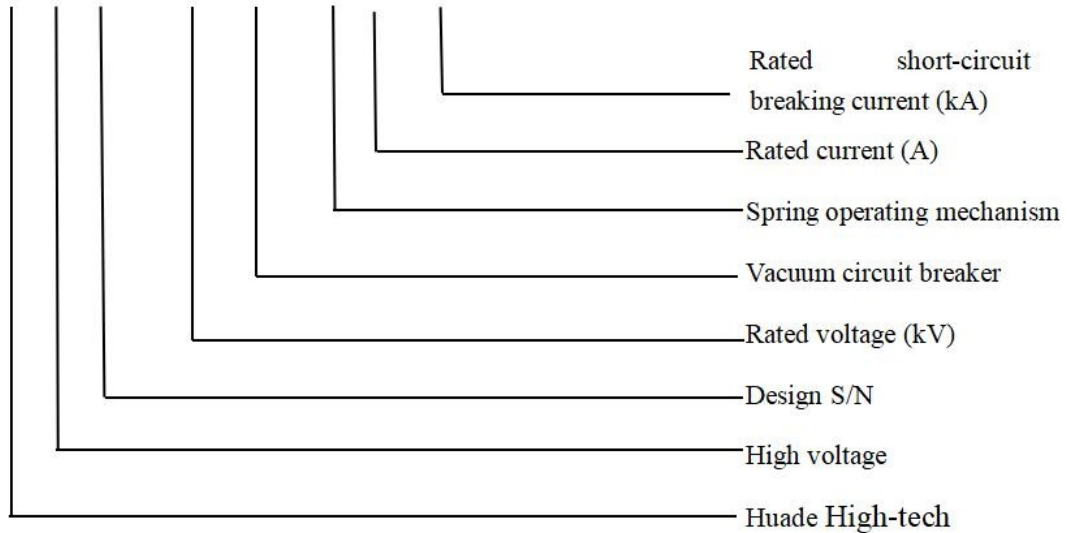 Rated short-circuit
breaking current (kA)
Rated current (A)
Spring operating mechanism
Vacuum circuit breaker
Rated voltage (kV)
Design S/N
High voltage
Huade High-tech